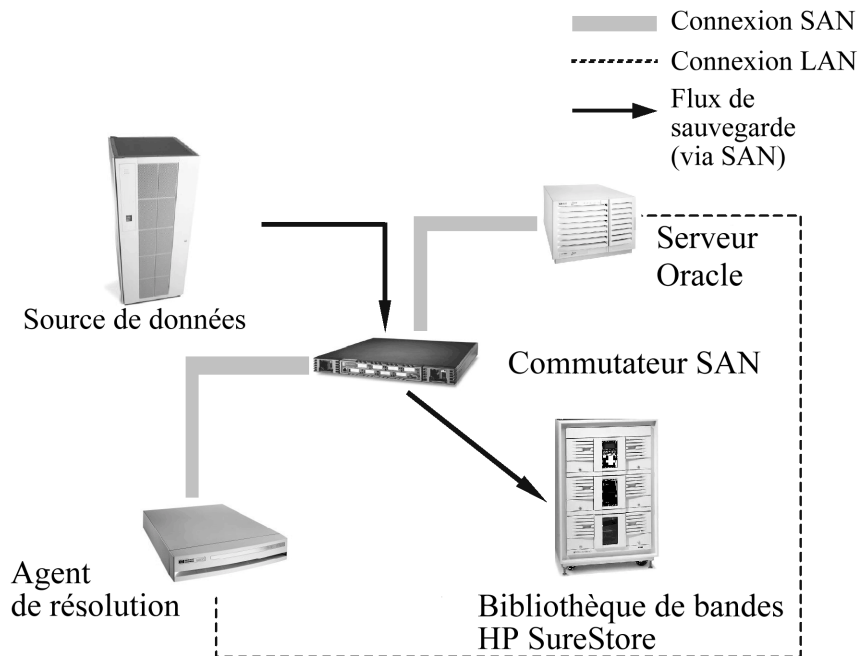 Connexion SAN
Connexion LAN
Flux de
sauvegarde
(via SAN)
Serveur
Oracle
Source de données
Commutateur SAN
Agent
de résolution
Bibliothèque de bandes
HP SureStore